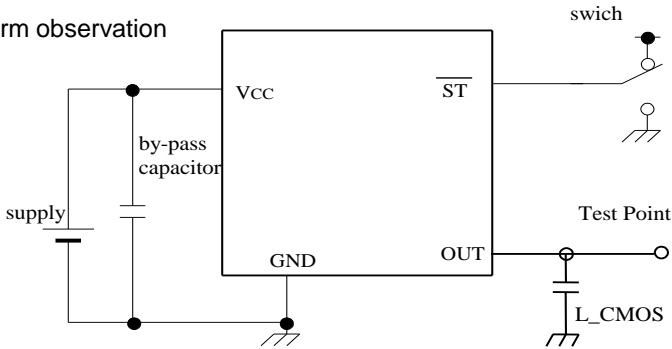 swich
rm observation
VCC
ST
by-pass
capacitor
supply
Test Point
OUT
GND
L_CMOS